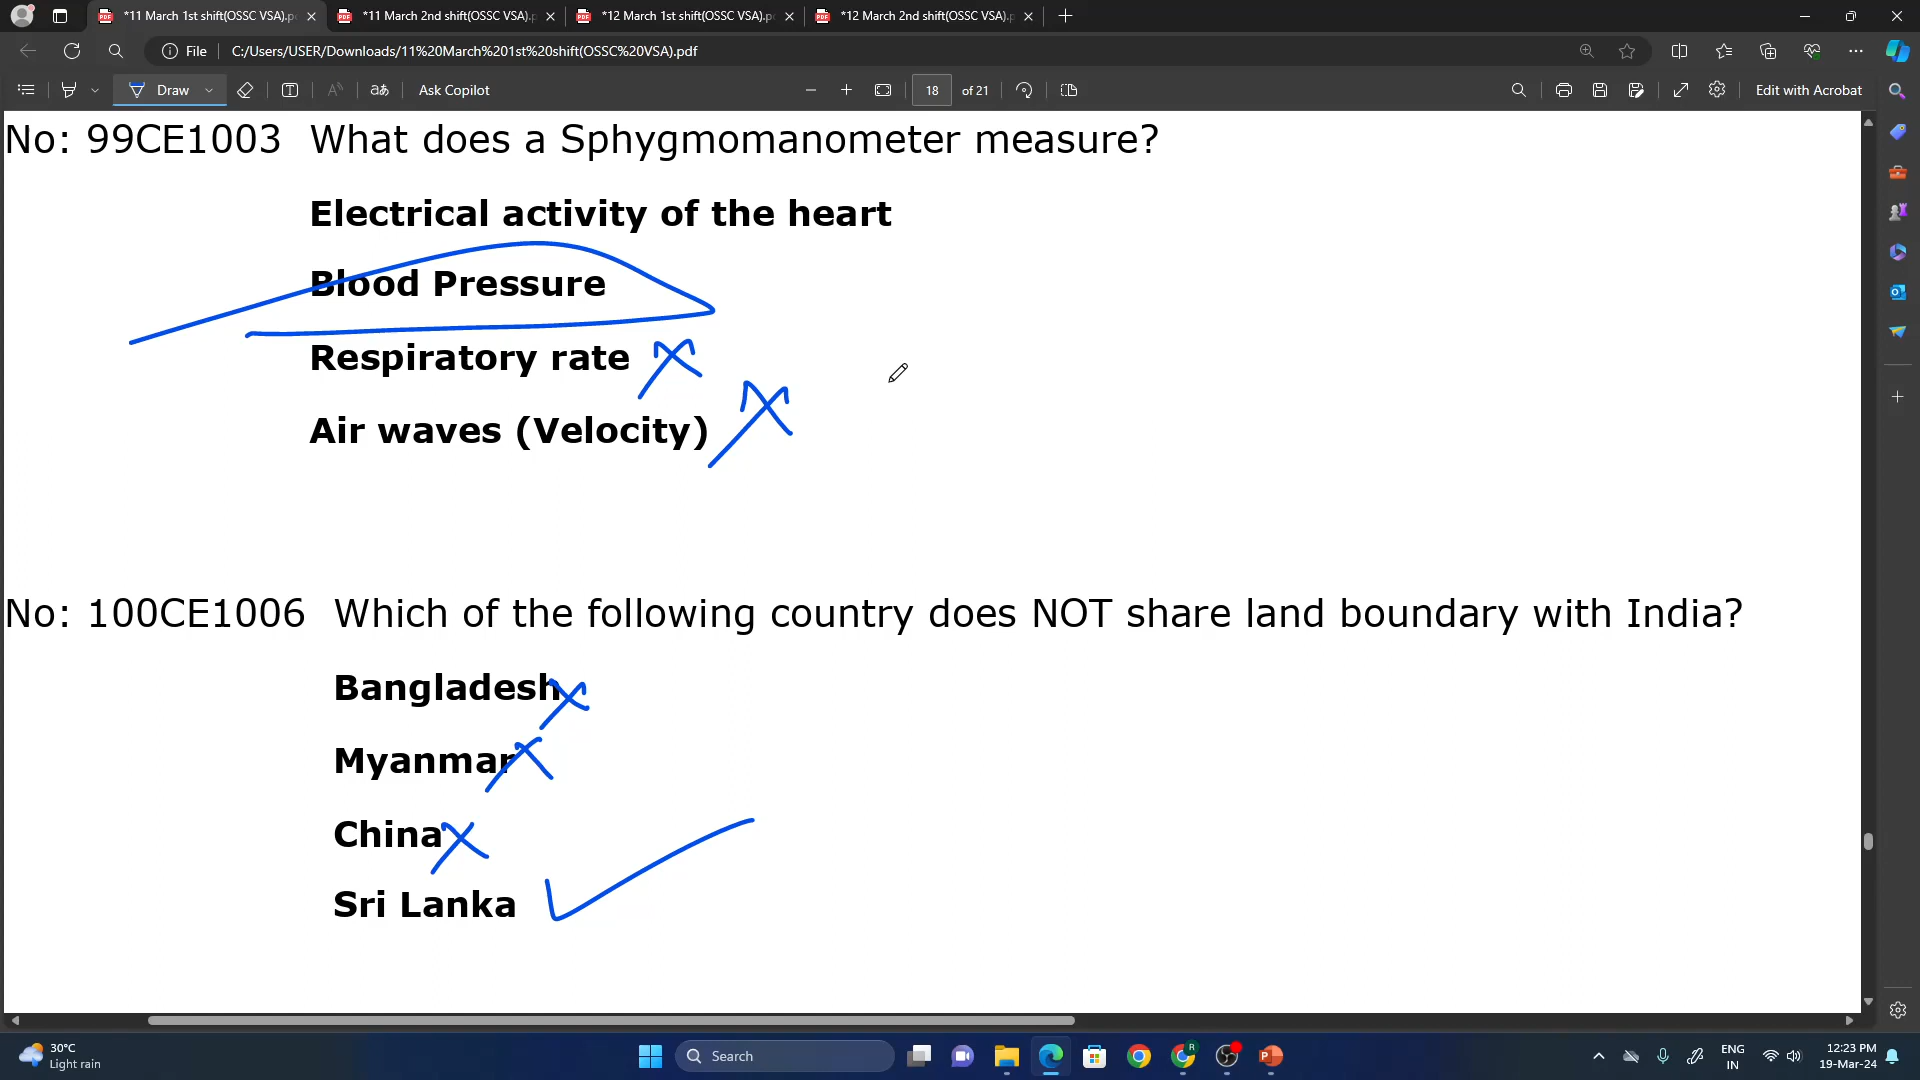 *11 March 1st shift(OSSC VSA).p
*11 March 2nd shift(OSSC VSA).p
*12 March 1st shift(OSSC VSA).p
*12 March 2nd shift(OSSC VSA).p
File
C:/Users/USER/Downloads/11%20March%201st%20shift(OSSC%20VSA).pdf
Draw
aあ
Ask Copilot
18
of 21
Edit with Acrobat
No: 99CE1003 What does a Sphygmomanometer measure?
Electrical activity of the heart
Blood Pressure
Respiratory rate
Air waves (Velocity)
No: 100CE1006 Which of the following country does NOT share land boundary with India?
Bangladesh
Myanmar
China
Sri Lanka
30°C
Light rain
Search
ENG
IN
12:23 PM
19-Mar-24